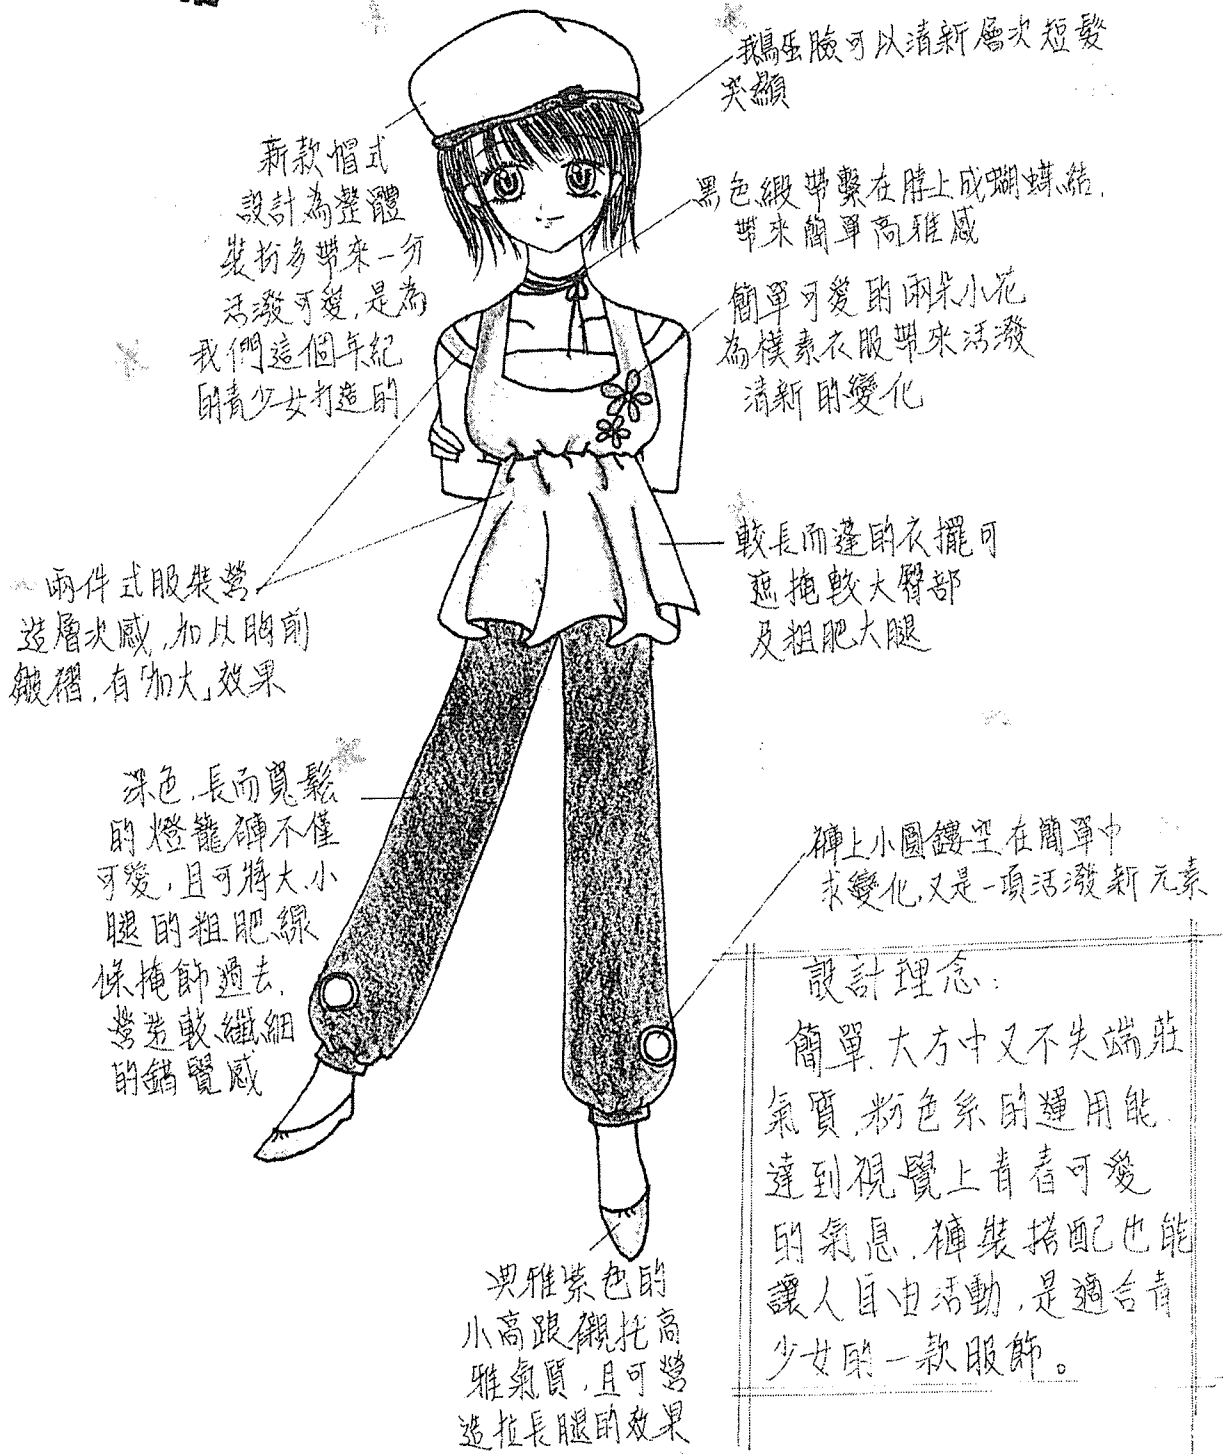 鵝蛋臉可以清新層次短髮
突顯
新款帽式
設計為整體
裝扮多帶來一分
活潑可愛,是為
我們這個年紀
的青少女打造的
黑色緞帶繫在脖上成蝴蝶結,
帶來簡單高雅感
簡單可愛的兩朵小花
為樸素衣服帶來活潑
清新的變化
較長而蓬的衣擺可
遮掩較大臀部
及粗肥大腿
兩件式服裝營
造層次感,加以胸前
皺褶,有「加大」效果
深色、長而寬鬆
的燈籠褲不僅
可愛,且可將大、小
腿的粗肥線
條掩飾過去,
營造較纖細
的錯覺感
褲上小圓鏤空在簡單中
求變化,又是一項活潑新元素
典雅紫色的
小高跟襯托高
雅氣質,且可營
造拉長腿的效果
設計理念:
簡單、大方中又不失端莊
氣質,粉色系的運用能
達到視覺上青春可愛
的氣息,褲裝搭配也能
讓人自由活動,是適合青
少女的一款服飾。